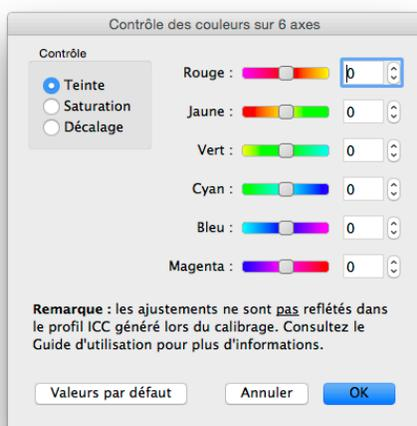 Contrôle des couleurs sur 6 axes
Contrôle
Teinte
Saturation
Décalage
Rouge : 0
Jaune : 0
Vert : 0
Cyan : 0
Bleu : 0
Magenta : 0
Remarque : les ajustements ne sont pas reflétés dans
le profil ICC généré lors du calibrage. Consultez le
Guide d'utilisation pour plus d'informations.
Valeurs par défaut Annuler OK